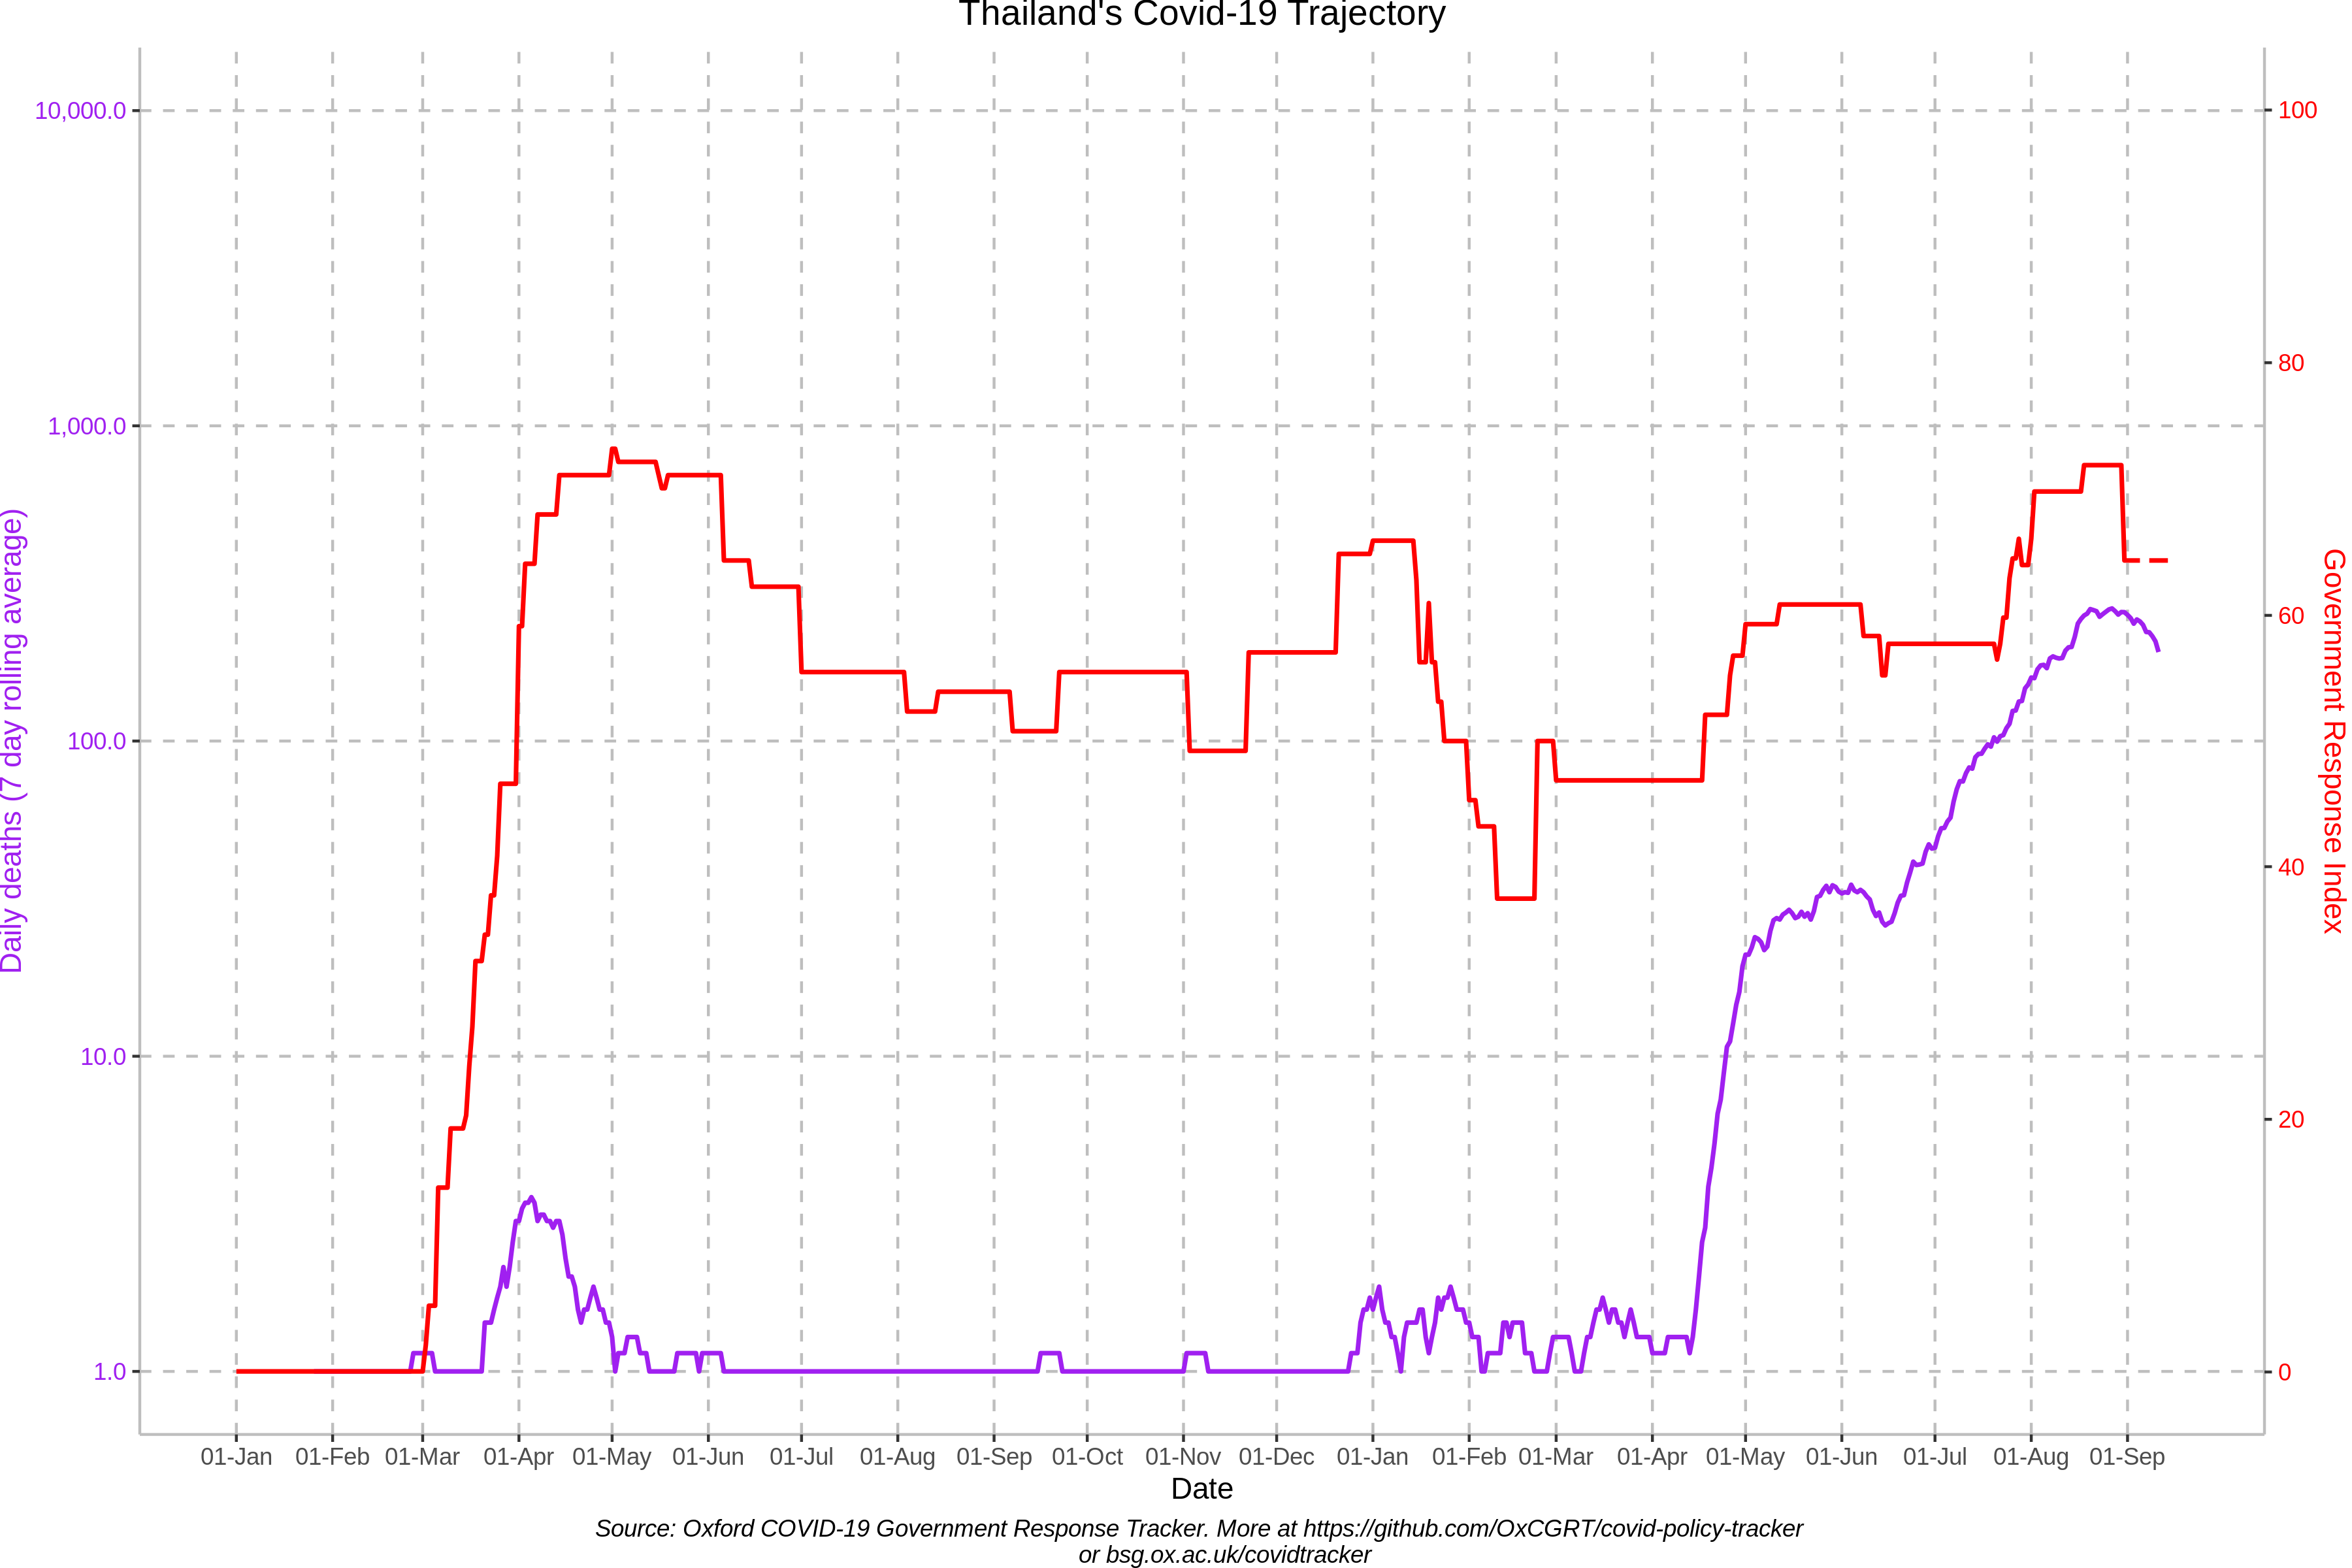 Thailand's Covid-19 Trajectory
10,000.0
1,000.0
100.0
10.0
1.0
Daily deaths (7 day rolling average)
100
80
60
40
20
0
Government Response Index
01-Jan 01-Feb 01-Mar 01-Apr 01-May 01-Jun 01-Jul 01-Aug 01-Sep 01-Oct 01-Nov 01-Dec 01-Jan 01-Feb 01-Mar 01-Apr 01-May 01-Jun 01-Jul 01-Aug 01-Sep
Date
Source: Oxford COVID-19 Government Response Tracker. More at https://github.com/OxCGRT/covid-policy-tracker
or bsg.ox.ac.uk/covidtracker